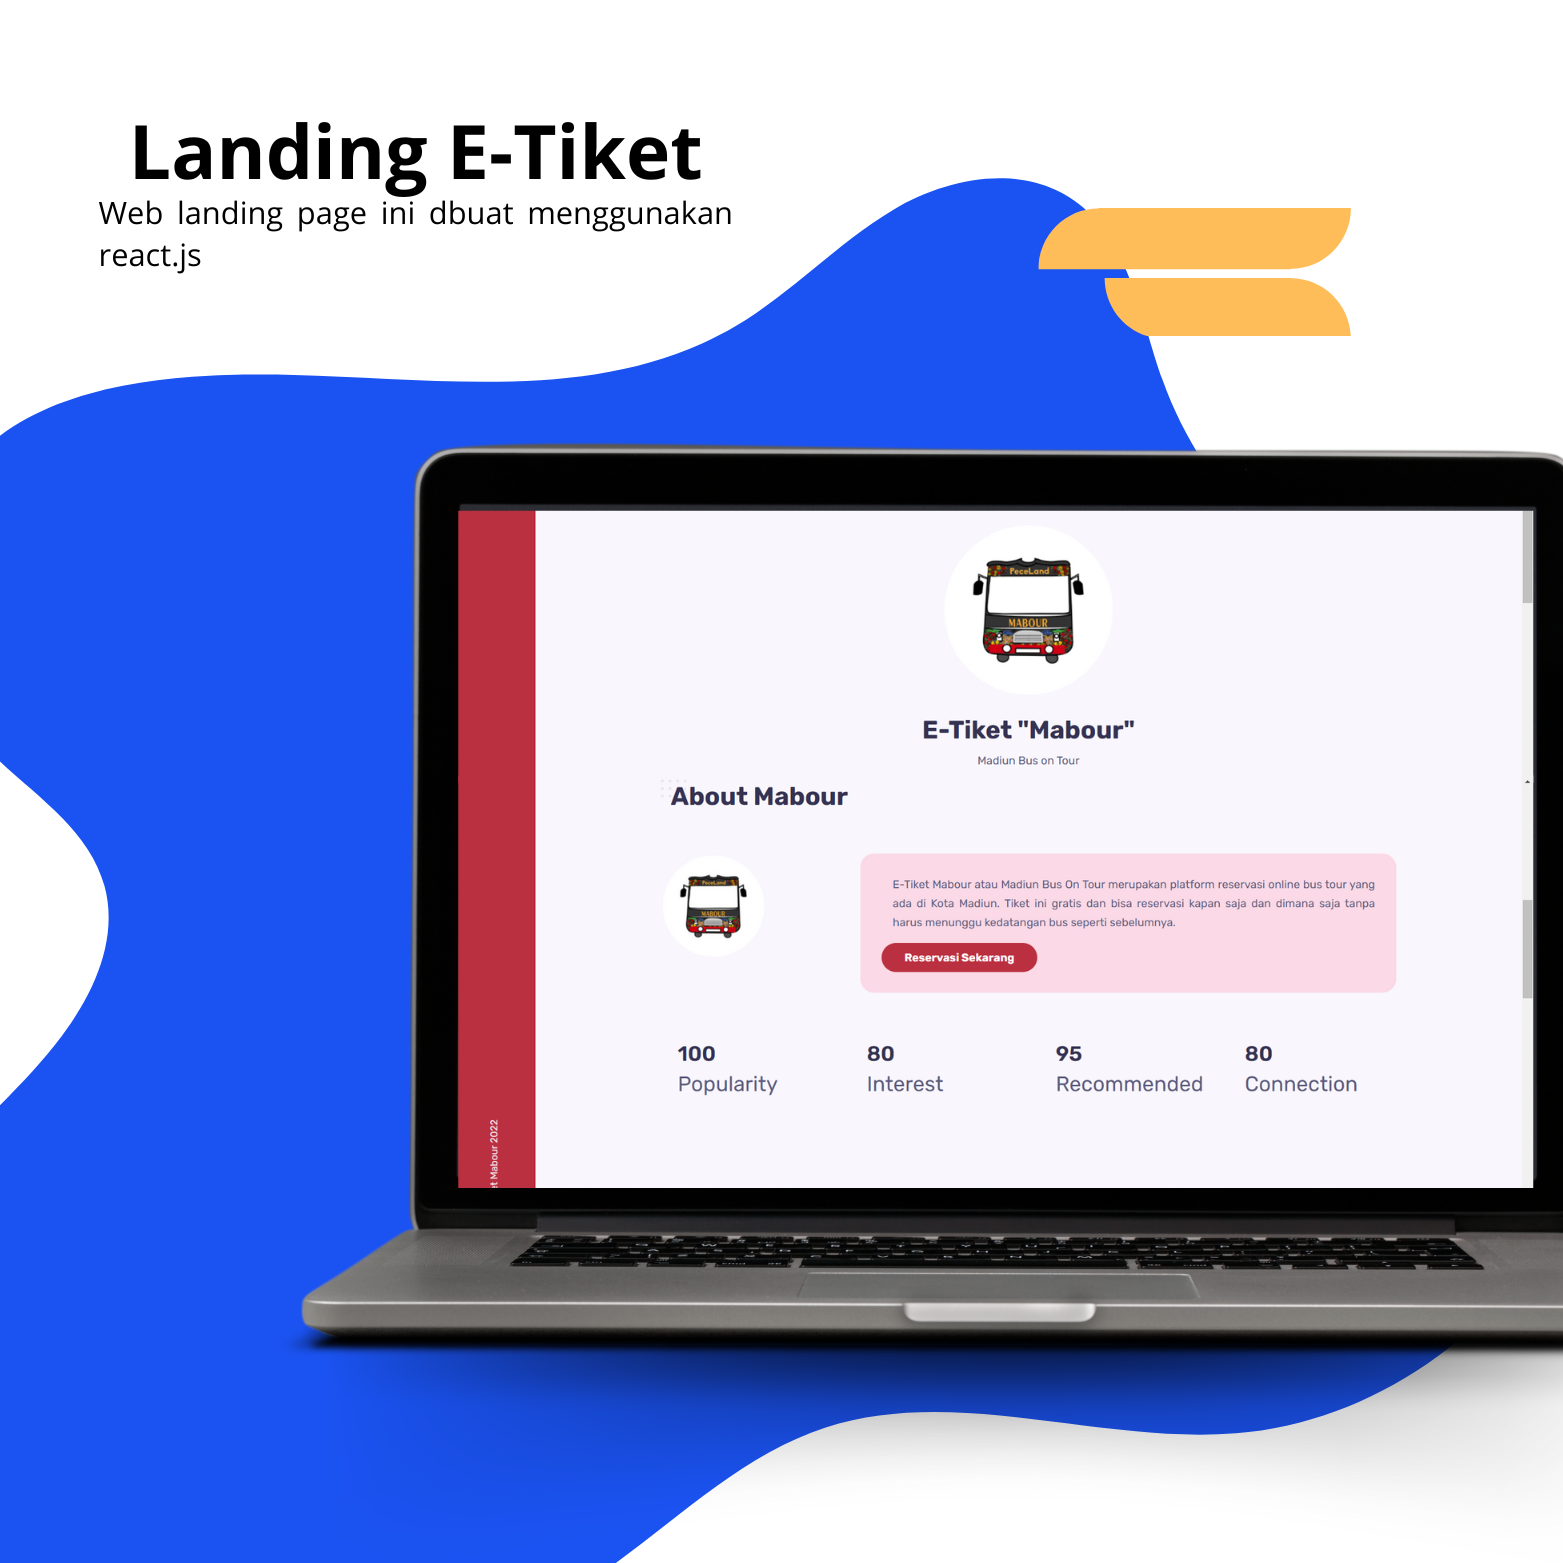 Landing E-Tiket
Web landing page ini dbuat menggunakan
react.js
PeceLand
MABOUR
E-Tiket "Mabour"
Madiun Bus on Tour
About Mabour
PeceLand
MABOUR
E-Tiket Mabour atau Madiun Bus On Tour merupakan platform reservasi online bus tour yang
ada di Kota Madiun. Tiket ini gratis dan bisa reservasi kapan saja dan dimana saja tanpa
harus menunggu kedatangan bus seperti sebelumnya.
Reservasi Sekarang
100
Popularity
80
Interest
95
Recommended
80
Connection
et Mabour 2022